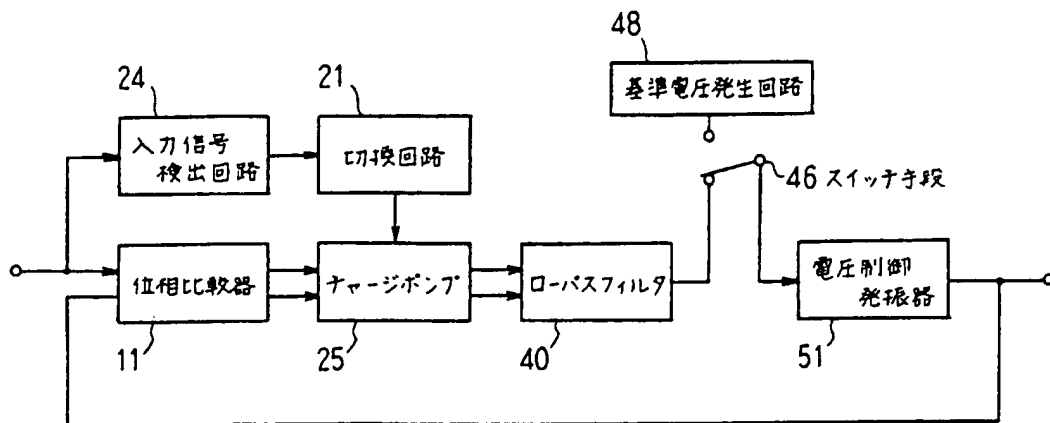 48
基準電圧発生回路
24
21
入力信号
検出回路
切換回路
46 スイッチ手段
位相比較器
チャージポンプ
ローパスフィルタ
電圧制御
発振器
11
25
40
51